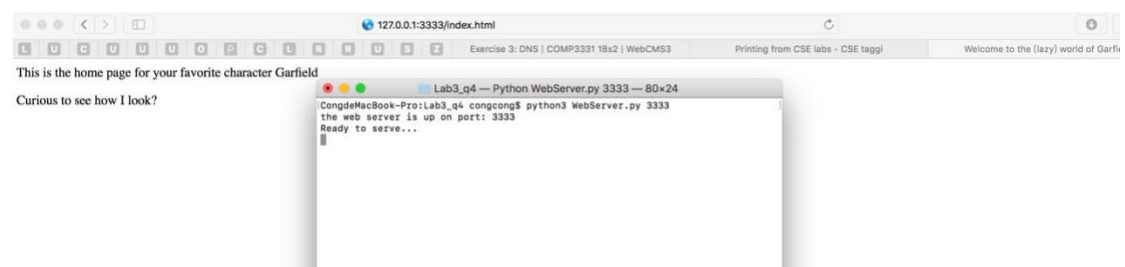 127.0.0.1:3333/index.html
L U C U U U O P C L R R U S Z Exercise 3: DNS | COMP3331 18s2 | WebCMS3 Printing from CSE labs - CSE taggi Welcome to the (lazy) world of Garfi
This is the home page for your favorite character Garfield
Curious to see how I look?
Lab3_q4 — Python WebServer.py 3333 — 80×24
CongdeMacBook-Pro:Lab3_q4 congcong$ python3 WebServer.py 3333
the web server is up on port: 3333
Ready to serve...